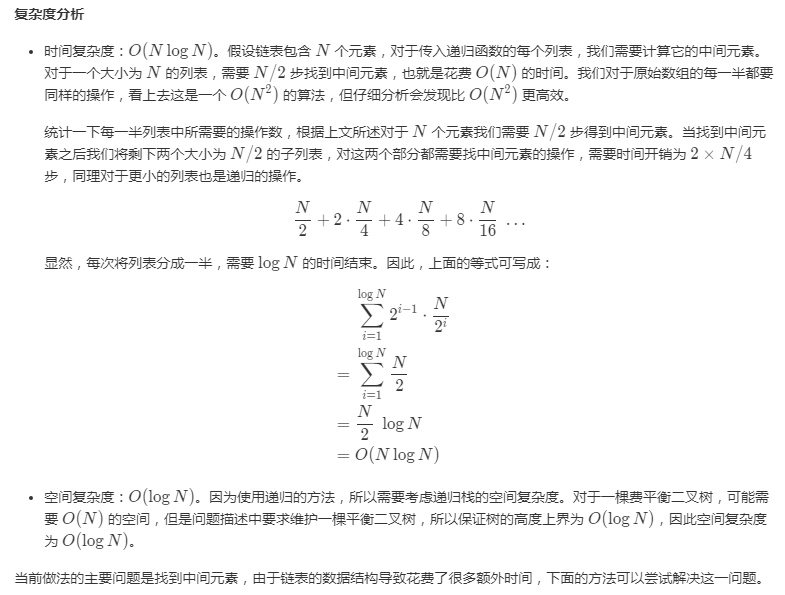 复杂度分析
• 时间复杂度：O(N log N)。假设链表包含 N 个元素，对于传入递归函数的每个列表，我们需要计算它的中间元素。
对于一个大小为 N 的列表，需要 N/2 步找到中间元素，也就是花费 O(N) 的时间。我们对于原始数组的每一半都要
同样的操作，看上去这是一个 O(N²) 的算法，但仔细分析会发现比 O(N²) 更高效。
统计一下每一半列表中所需要的操作数，根据上文所述对于 N 个元素我们需要 N/2 步得到中间元素。当找到中间元
素之后我们将剩下两个大小为 N/2 的子列表，对这两个部分都需要找中间元素的操作，需要时间开销为 2 × N/4
步，同理对于更小的列表也是递归的操作。
N/2 + 2 · N/4 + 4 · N/8 + 8 · N/16 …
显然，每次将列表分成一半，需要 log N 的时间结束。因此，上面的等式可写成：
∑_{i=1}^{log N} 2^{i−1} · N/2^i
= ∑_{i=1}^{log N} N/2
= N/2 log N
= O(N log N)
• 空间复杂度：O(log N)。因为使用递归的方法，所以需要考虑递归栈的空间复杂度。对于一棵费平衡二叉树，可能需
要 O(N) 的空间，但是问题描述中要求维护一棵平衡二叉树，所以保证树的高度上界为 O(log N)，因此空间复杂度
为 O(log N)。
当前做法的主要问题是找到中间元素，由于链表的数据结构导致花费了很多额外时间，下面的方法可以尝试解决这一问题。